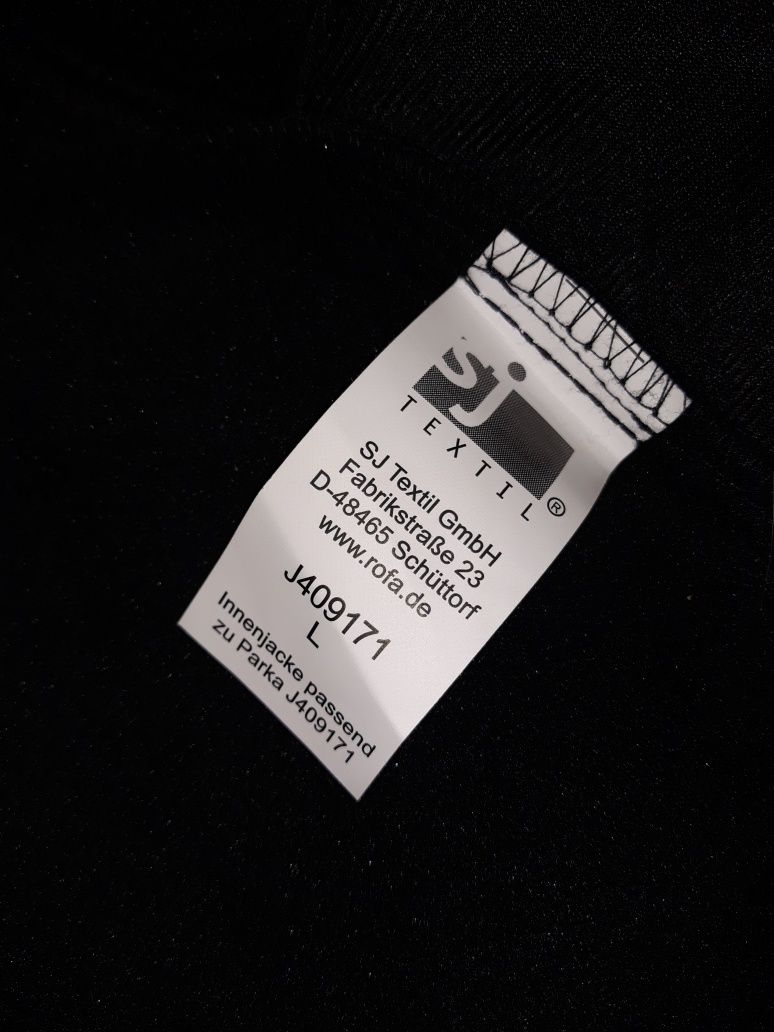 sj
TEXTIL®
SJ Textil GmbH
Fabrikstraße 23
D-48465 Schüttorf
www.rofa.de
J409171
L
Innenjacke passend
zu Parka J409171